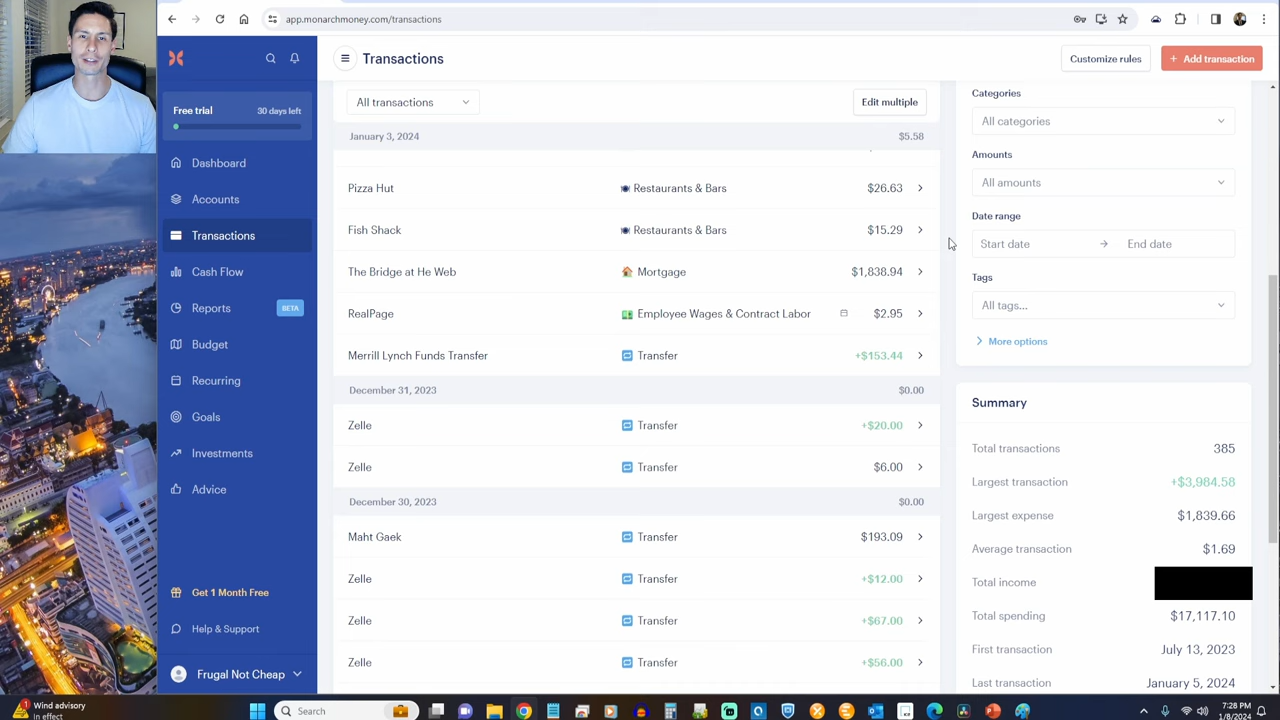 app.monarchmoney.com/transactions
Transactions
Customize rules
+ Add transaction
Free trial 30 days left
Dashboard
Accounts
Transactions
Cash Flow
Reports BETA
Budget
Recurring
Goals
Investments
Advice
Get 1 Month Free
Help & Support
Frugal Not Cheap
All transactions
Edit multiple
January 3, 2024 $5.58
Pizza Hut Restaurants & Bars $26.63
Fish Shack Restaurants & Bars $15.29
The Bridge at He Web Mortgage $1,838.94
RealPage Employee Wages & Contract Labor $2.95
Merrill Lynch Funds Transfer Transfer +$153.44
December 31, 2023 $0.00
Zelle Transfer +$20.00
Zelle Transfer $6.00
December 30, 2023 $0.00
Maht Gaek Transfer $193.09
Zelle Transfer +$12.00
Zelle Transfer +$67.00
Zelle Transfer +$56.00
Categories
All categories
Amounts
All amounts
Date range
Start date → End date
Tags
All tags...
More options
Summary
Total transactions 385
Largest transaction +$3,984.58
Largest expense $1,839.66
Average transaction $1.69
Total income
Total spending $17,117.10
First transaction July 13, 2023
Last transaction January 5, 2024
Wind advisory
In effect
Search
7:28 PM
1/8/2024